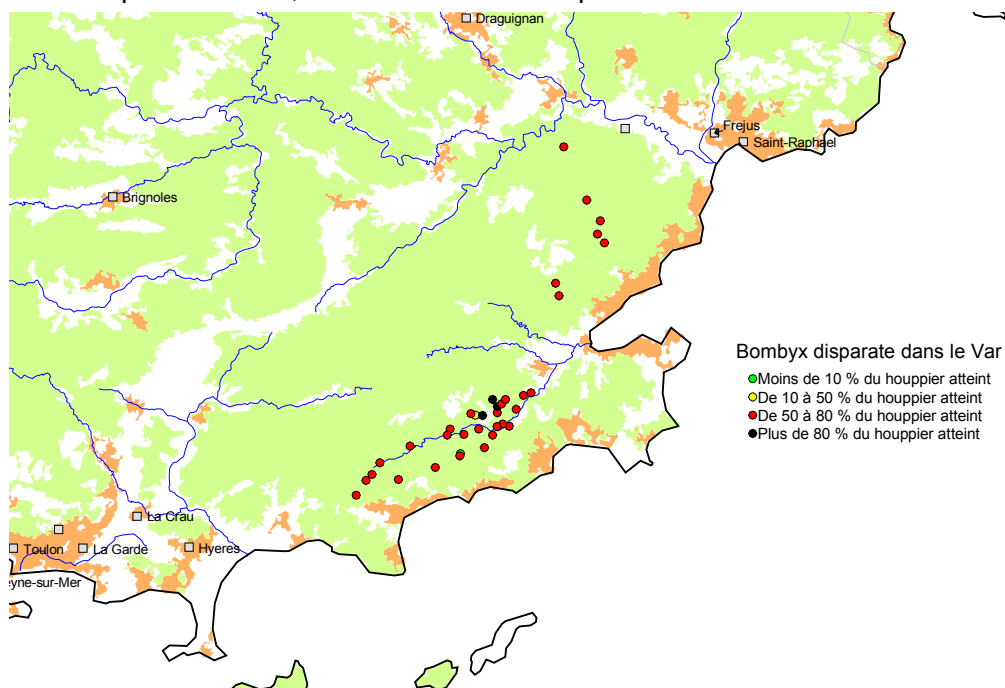 Draguignan
Frejus
Saint-Raphael
Brignoles
Bombyx disparate dans le Var
Moins de 10 % du houppier atteint
De 10 à 50 % du houppier atteint
De 50 à 80 % du houppier atteint
Plus de 80 % du houppier atteint
La Crau
Toulon
La Garde
Hyeres
eyne-sur-Mer